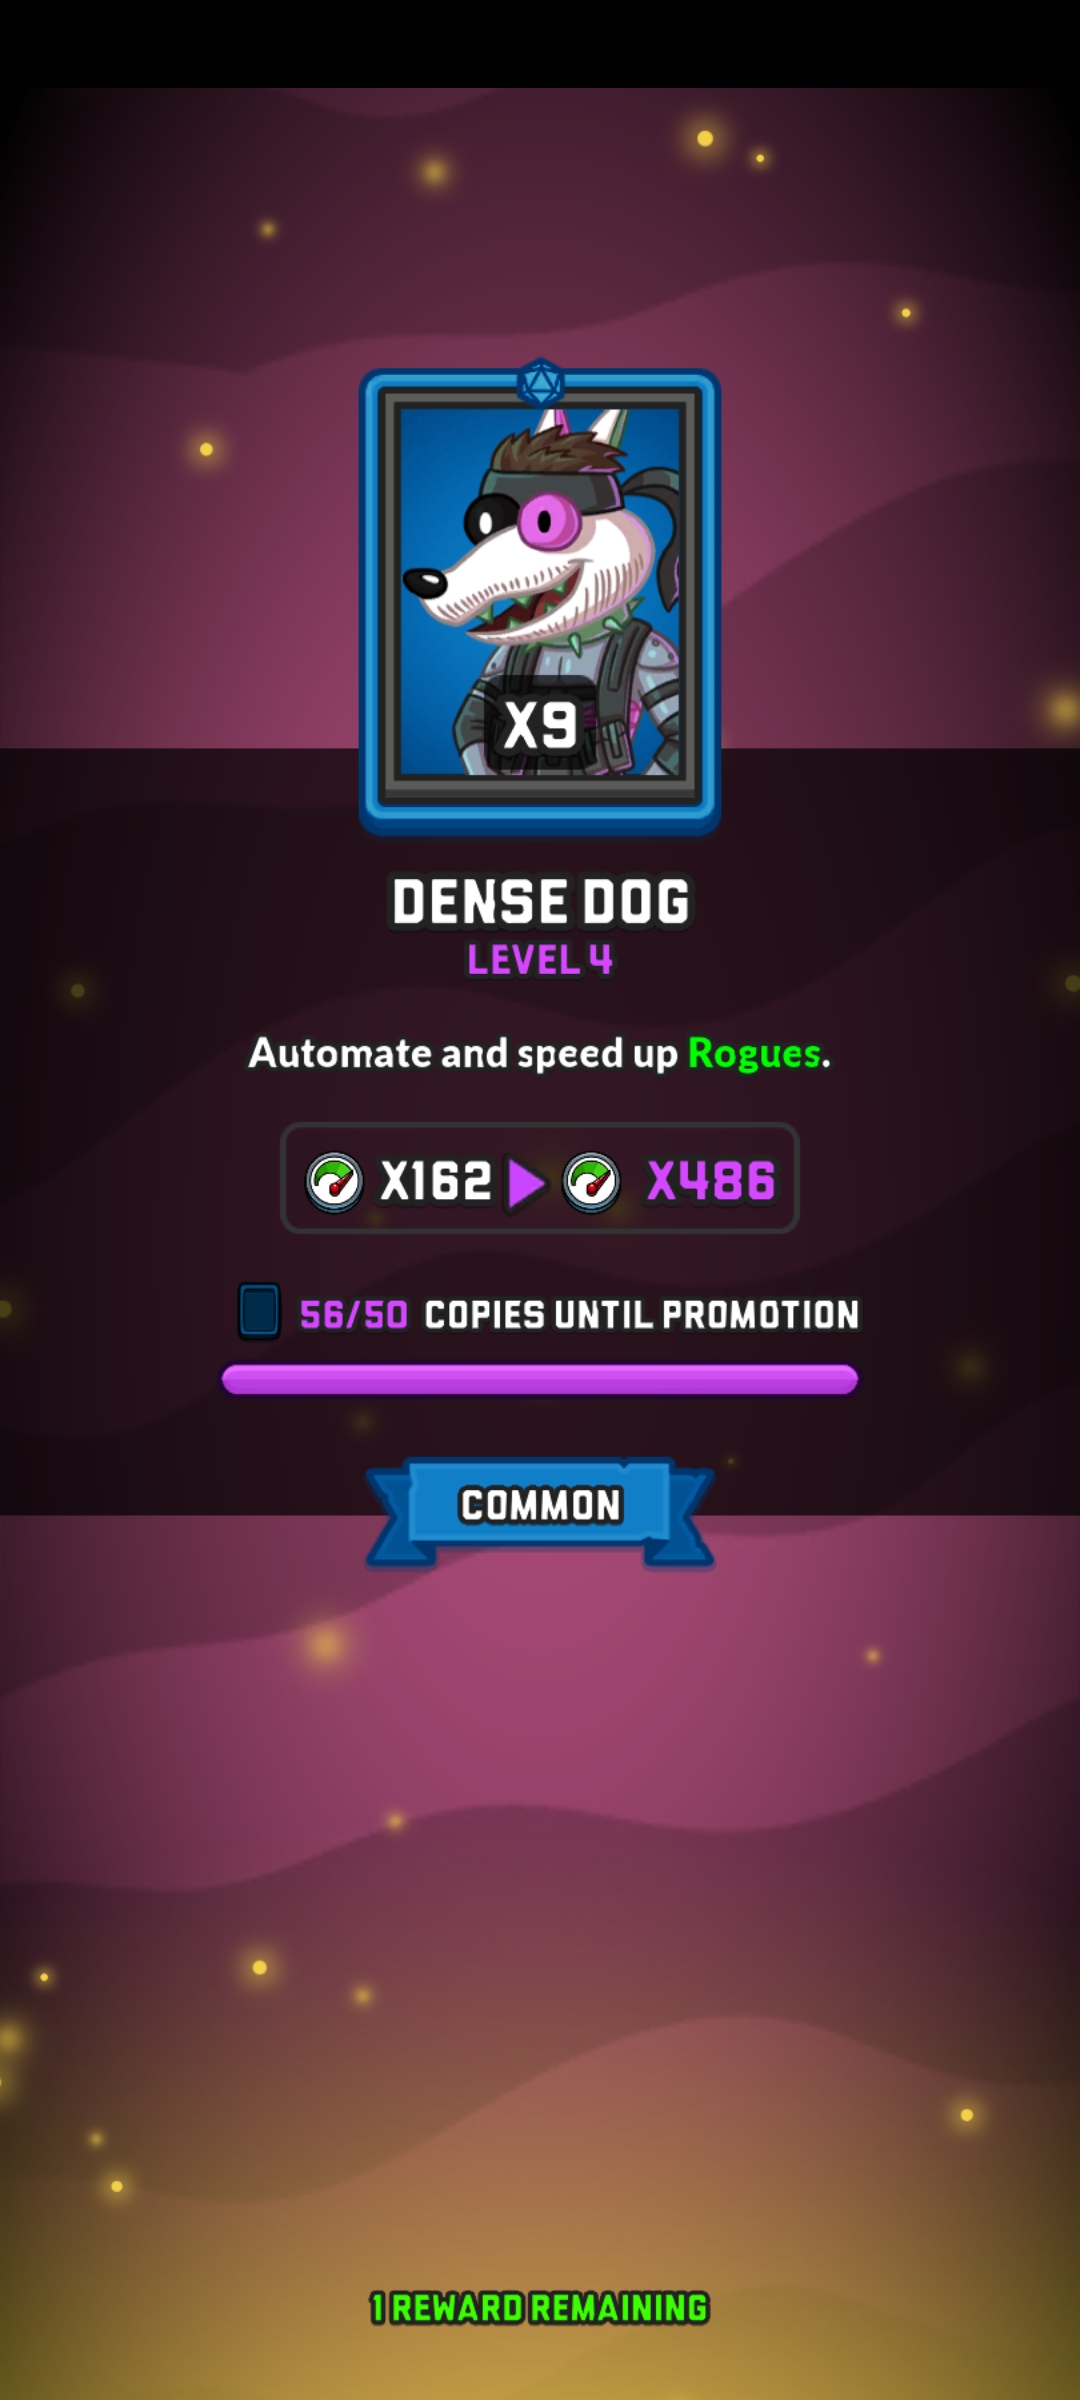 X9
DENSE DOG
LEVEL 4
Automate and speed up Rogues.
X162 X486
56/50 COPIES UNTIL PROMOTION
COMMON
1 REWARD REMAINING